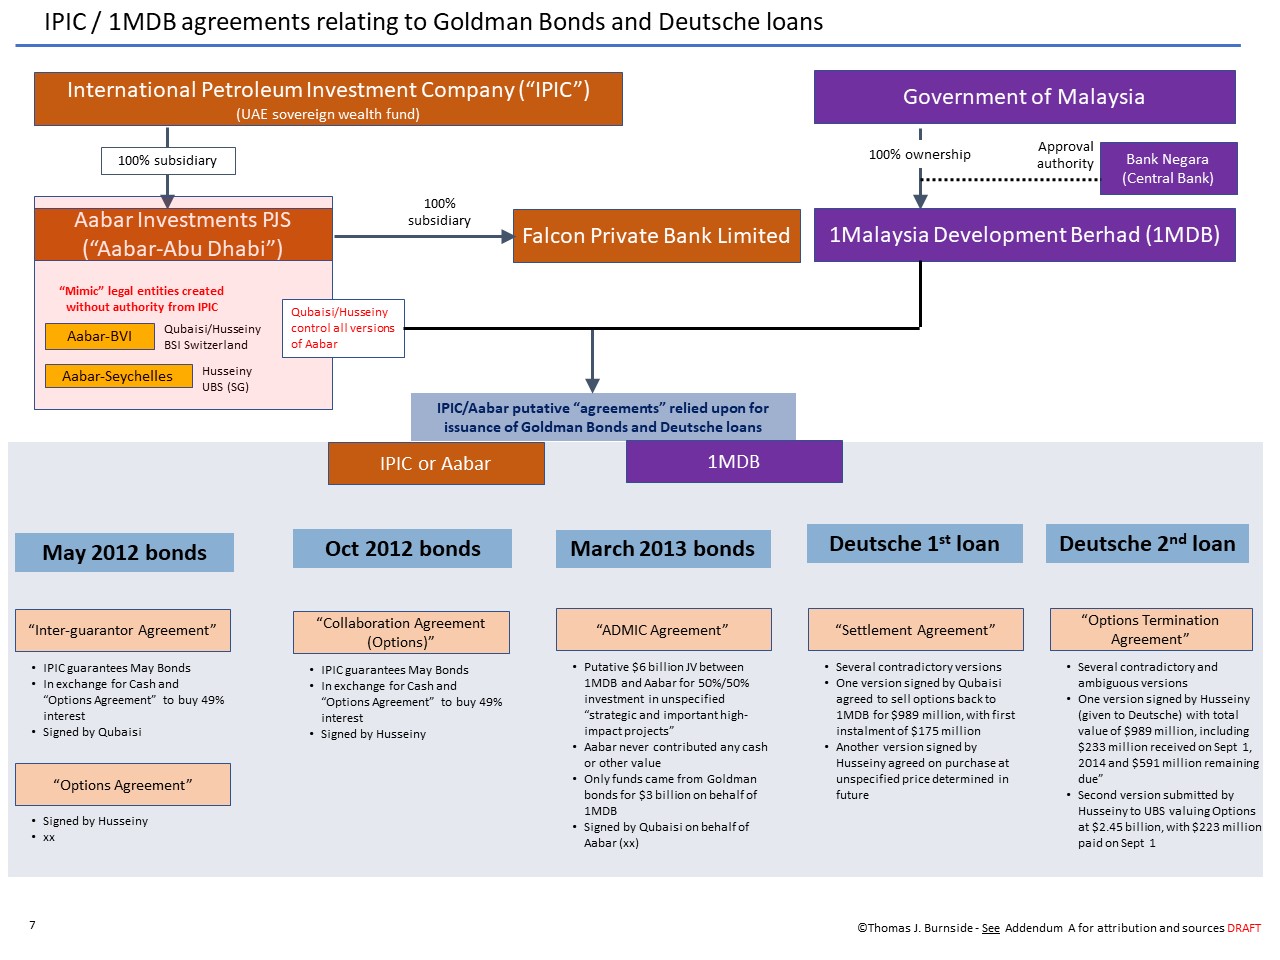 IPIC / 1MDB agreements relating to Goldman Bonds and Deutsche loans
International Petroleum Investment Company (“IPIC”)
(UAE sovereign wealth fund)
Government of Malaysia
100% subsidiary
100% ownership
Approval
authority
Bank Negara
(Central Bank)
Aabar Investments PJS
(“Aabar-Abu Dhabi”)
100%
subsidiary
Falcon Private Bank Limited
1Malaysia Development Berhad (1MDB)
“Mimic” legal entities created
without authority from IPIC
Aabar-BVI
Qubaisi/Husseiny
BSI Switzerland
Aabar-Seychelles
Husseiny
UBS (SG)
Qubaisi/Husseiny
control all versions
of Aabar
IPIC/Aabar putative “agreements” relied upon for
issuance of Goldman Bonds and Deutsche loans
IPIC or Aabar
1MDB
May 2012 bonds
“Inter-guarantor Agreement”
• IPIC guarantees May Bonds
• In exchange for Cash and
“Options Agreement” to buy 49%
interest
• Signed by Qubaisi
“Options Agreement”
• Signed by Husseiny
• xx
Oct 2012 bonds
“Collaboration Agreement
(Options)”
• IPIC guarantees May Bonds
• In exchange for Cash and
“Options Agreement” to buy 49%
interest
• Signed by Husseiny
March 2013 bonds
“ADMIC Agreement”
• Putative $6 billion JV between
1MDB and Aabar for 50%/50%
investment in unspecified
“strategic and important high-
impact projects”
• Aabar never contributed any cash
or other value
• Only funds came from Goldman
bonds for $3 billion on behalf of
1MDB
• Signed by Qubaisi on behalf of
Aabar (xx)
Deutsche 1st loan
“Settlement Agreement”
• Several contradictory versions
• One version signed by Qubaisi
agreed to sell options back to
1MDB for $989 million, with first
instalment of $175 million
• Another version signed by
Husseiny agreed on purchase at
unspecified price determined in
future
Deutsche 2nd loan
“Options Termination
Agreement”
• Several contradictory and
ambiguous versions
• One version signed by Husseiny
(given to Deutsche) with total
value of $989 million, including
$233 million received on Sept 1,
2014 and $591 million remaining
due”
• Second version submitted by
Husseiny to UBS valuing Options
at $2.45 billion, with $223 million
paid on Sept 1
7
©Thomas J. Burnside - See Addendum A for attribution and sources DRAFT